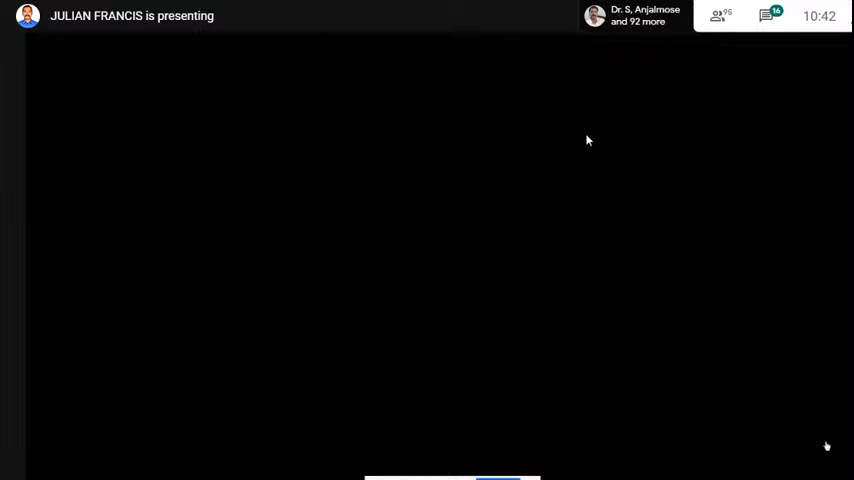 JULIAN FRANCIS is presenting
Dr. S, Anjalmose
and 92 more
95
16
10:42